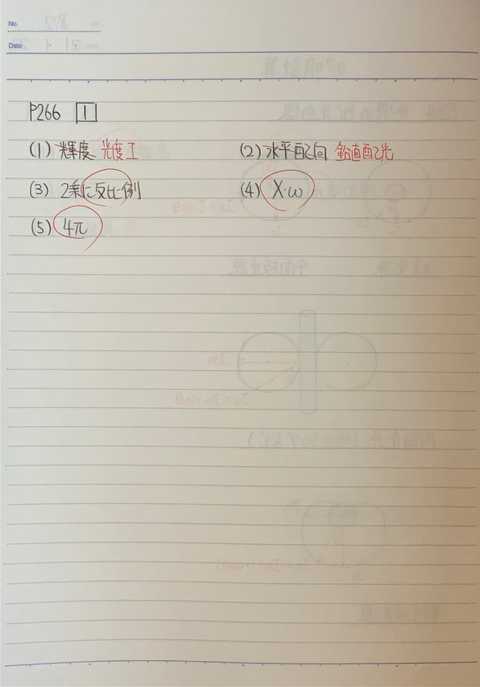 No.
Date
P266 1
(1) 輝度 光度I (2) 水平配向 鉛直配光
(3) 2乗に反比例 (4) X・ω
(5) 4π